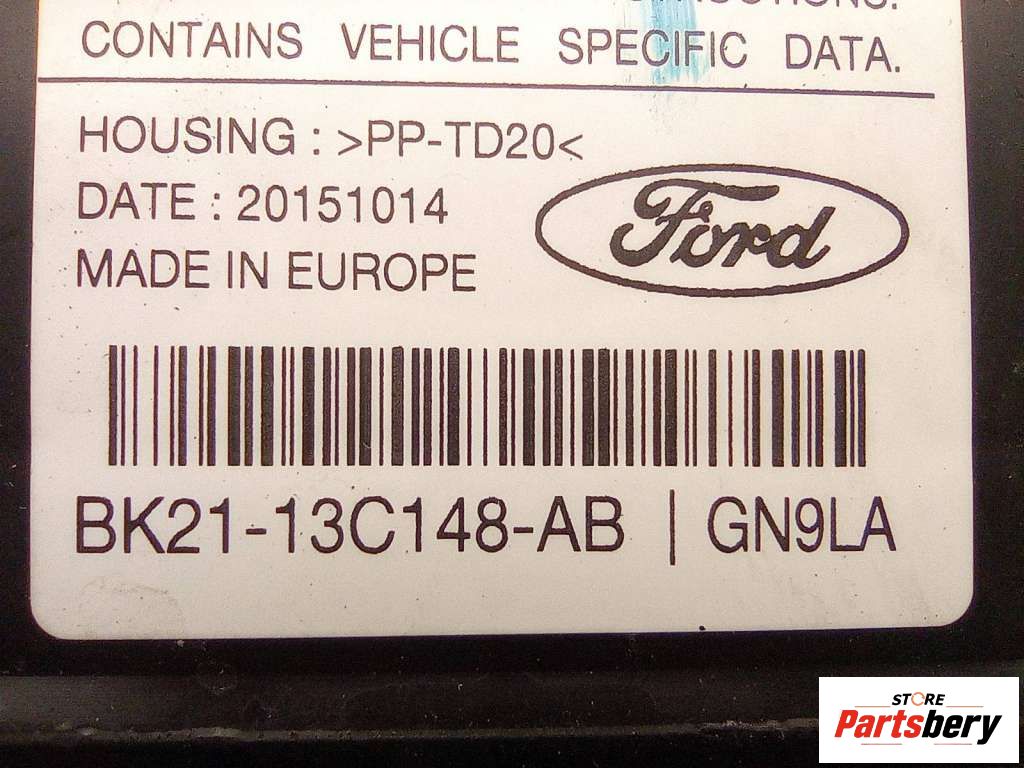 CONTAINS VEHICLE SPECIFIC DATA.
HOUSING : >PP-TD20<
DATE : 20151014
MADE IN EUROPE
Ford
BK21-13C148-AB | GN9LA
STORE
Partsbery